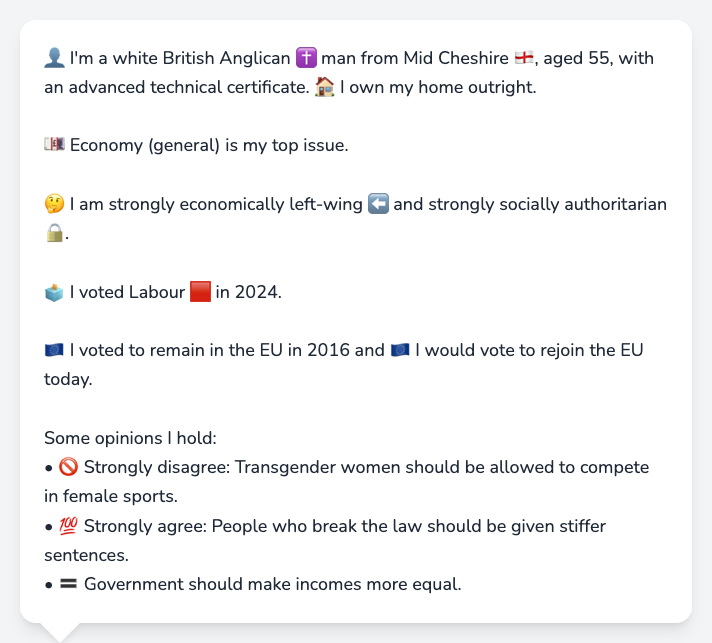 👤 I'm a white British Anglican ✝️ man from Mid Cheshire 🏴󠁧󠁢󠁥󠁮󠁧󠁿, aged 55, with
an advanced technical certificate. 🏠 I own my home outright.
💷 Economy (general) is my top issue.
🤔 I am strongly economically left-wing ⬅️ and strongly socially authoritarian
🔒.
🗳️ I voted Labour 🟥 in 2024.
🇪🇺 I voted to remain in the EU in 2016 and 🇪🇺 I would vote to rejoin the EU
today.
Some opinions I hold:
• 🚫 Strongly disagree: Transgender women should be allowed to compete
in female sports.
• 💯 Strongly agree: People who break the law should be given stiffer
sentences.
• 🟰 Government should make incomes more equal.